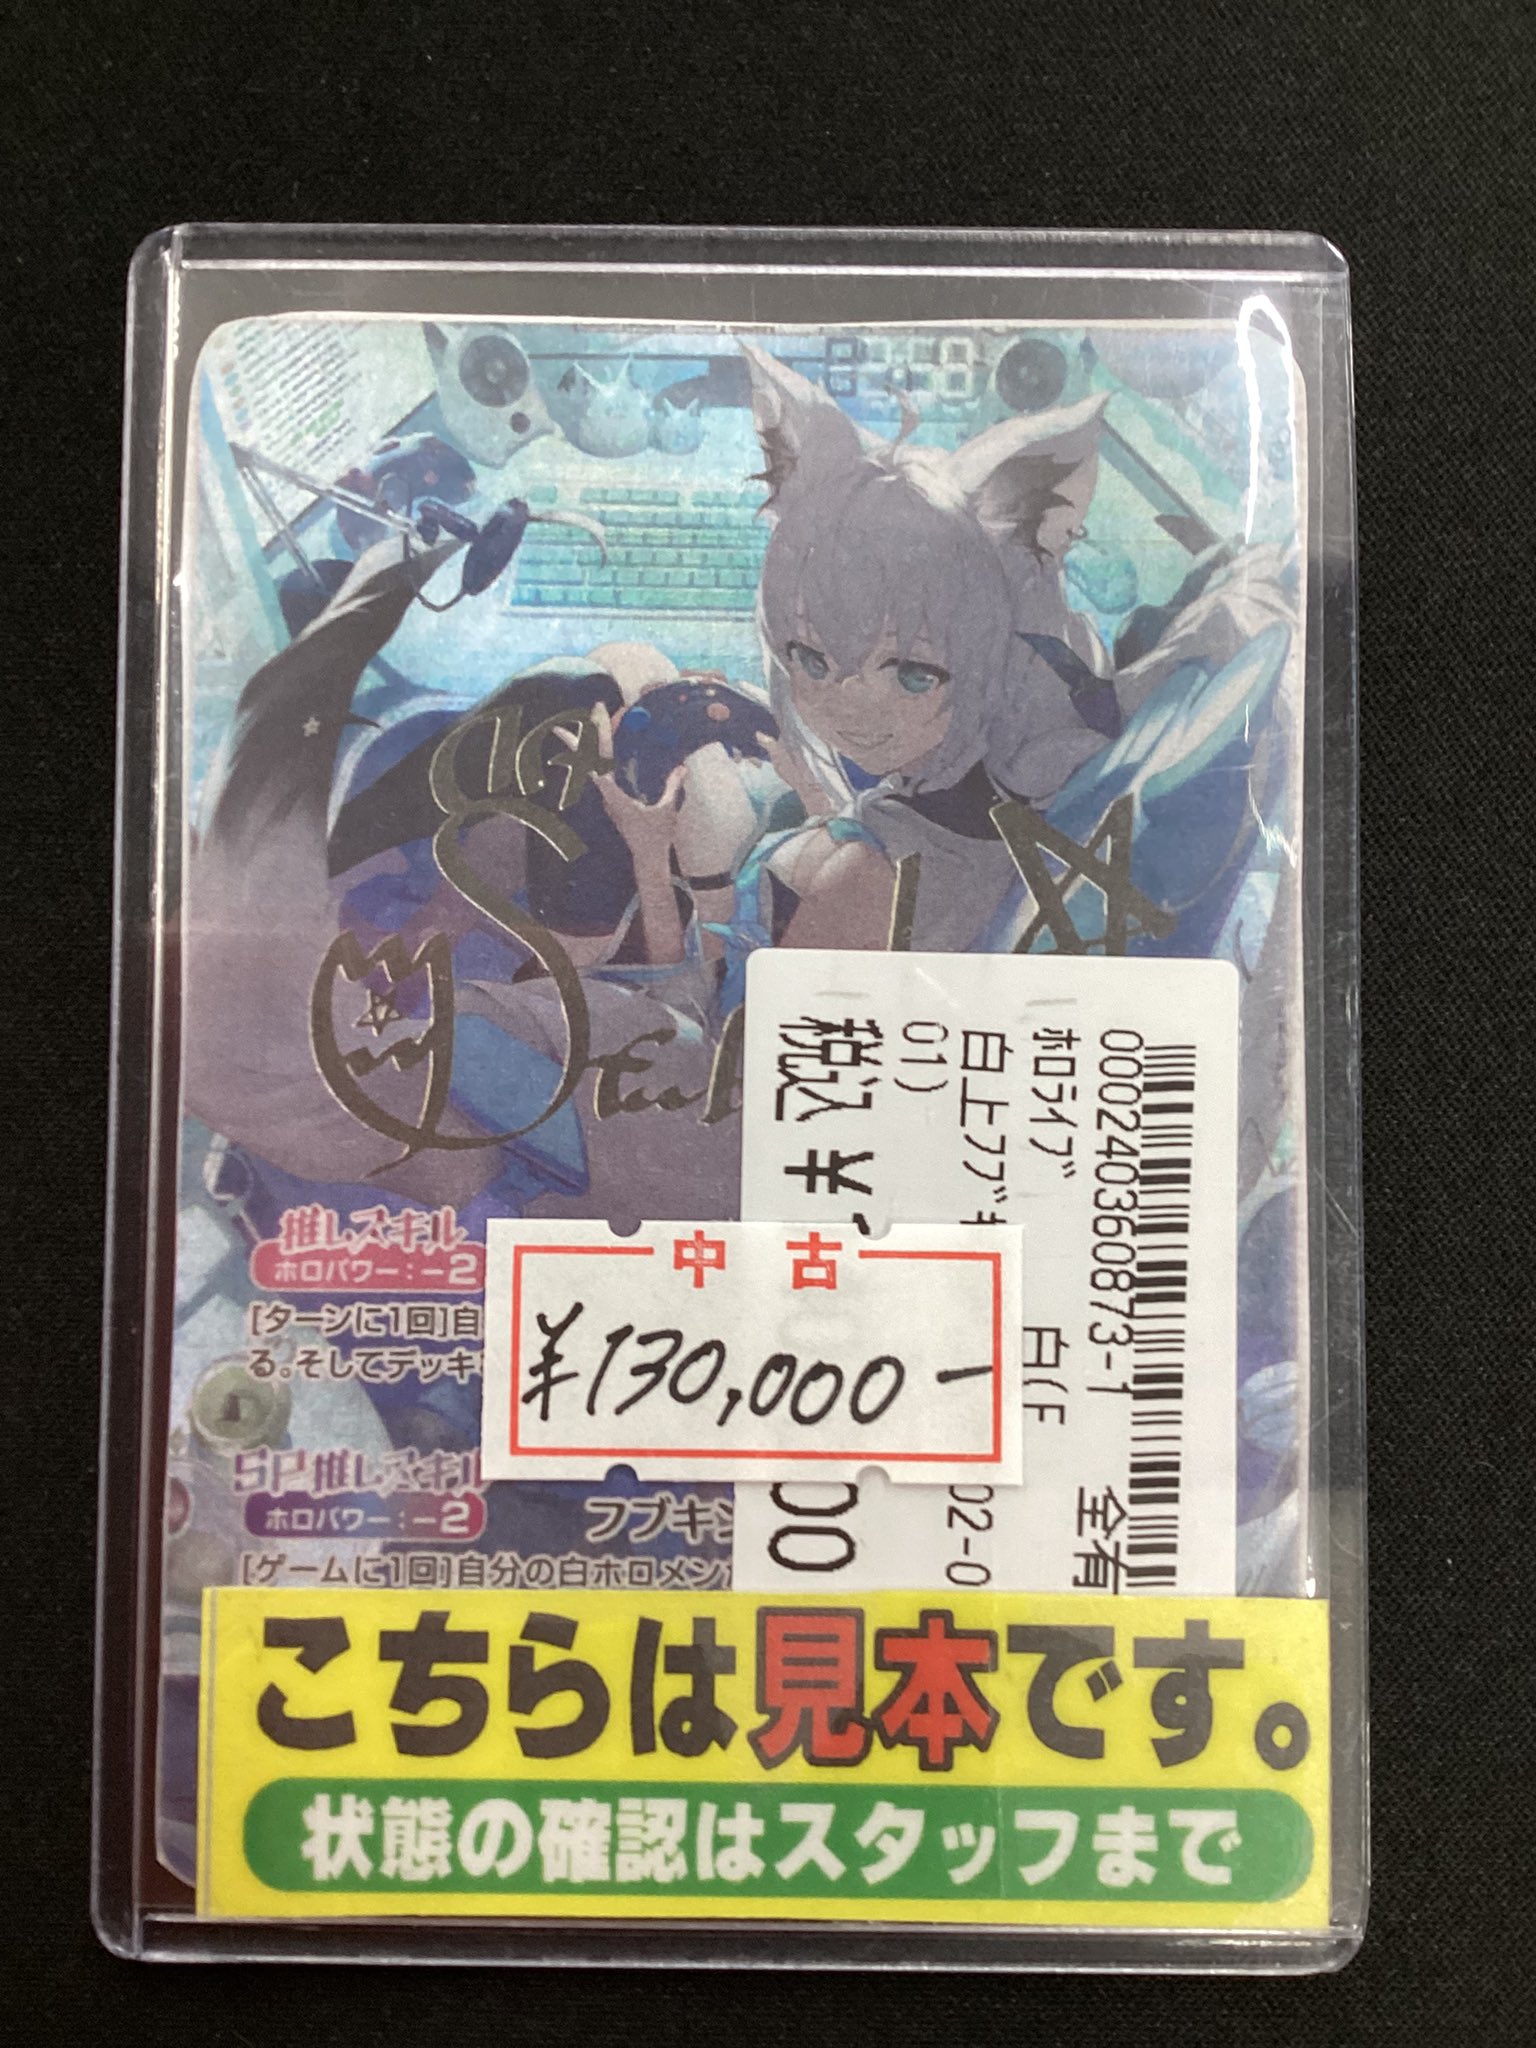 推しスキル
ホロパワー：-2
[ターンに1回]自
る。そしてデッキ
SP推しスキル
ホロパワー：-2
フブキン
[ゲームに1回]自分の白ホロメン
000240360873-1
ﾎﾛﾗｲﾌﾞ
白(F
白上ﾌﾌﾞｷ
02-0
01)
税込 ¥
00
中古
¥130,000-
こちらは見本です。
状態の確認はスタッフまで